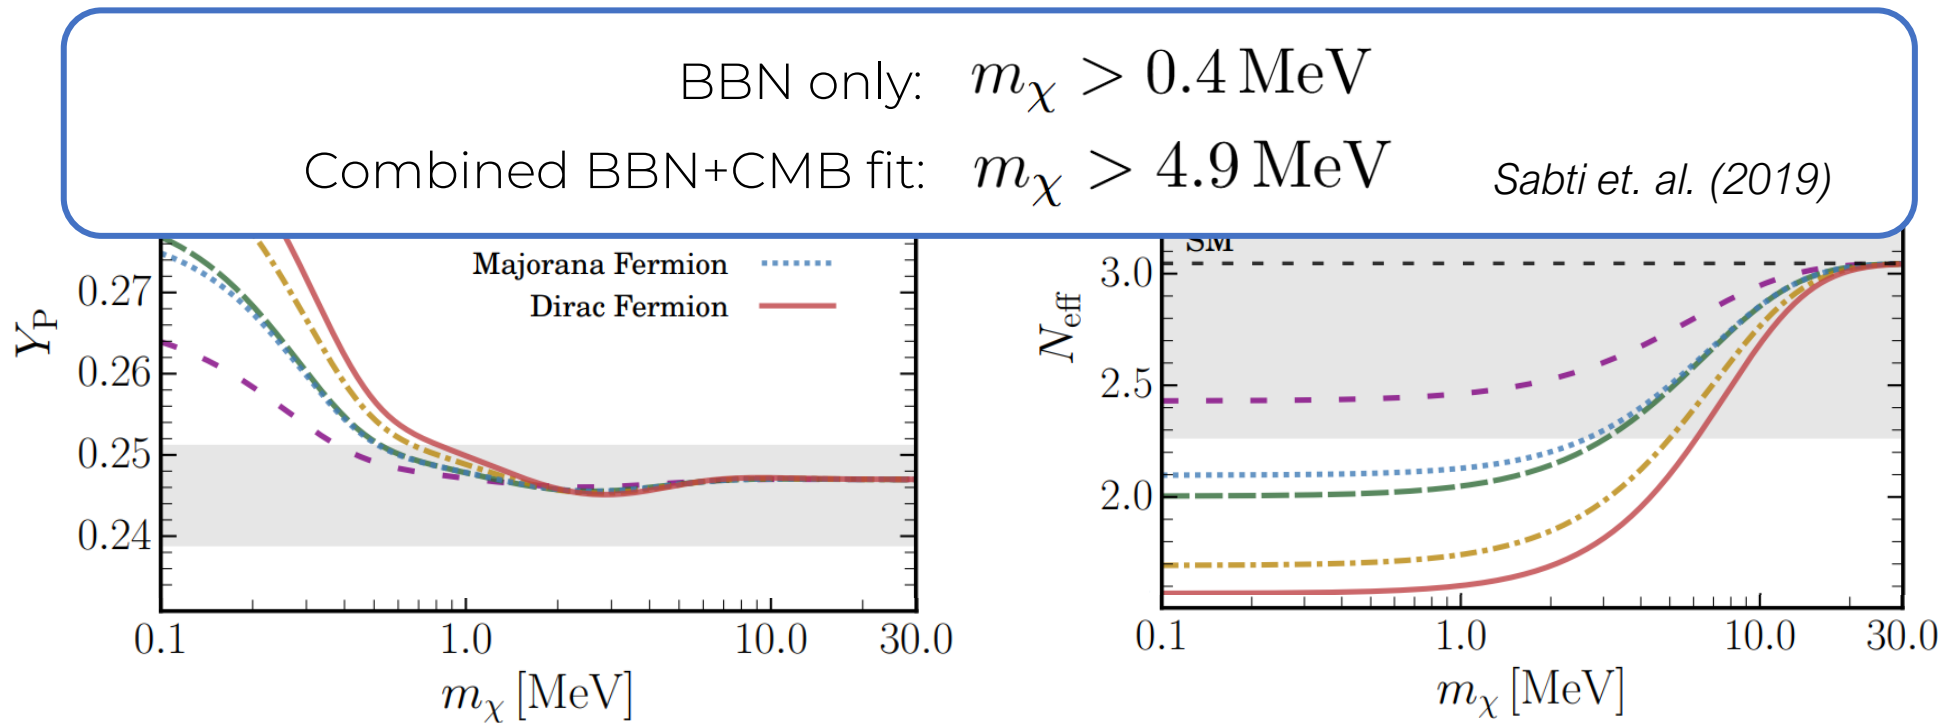 BBN only: m_χ > 0.4 MeV
Combined BBN+CMB fit: m_χ > 4.9 MeV Sabti et. al. (2019)
Majorana Fermion
Dirac Fermion
Y_P
0.27
0.26
0.25
0.24
0.1 1.0 10.0 30.0
m_χ [MeV]
SM
N_eff
3.0
2.5
2.0
0.1 1.0 10.0 30.0
m_χ [MeV]